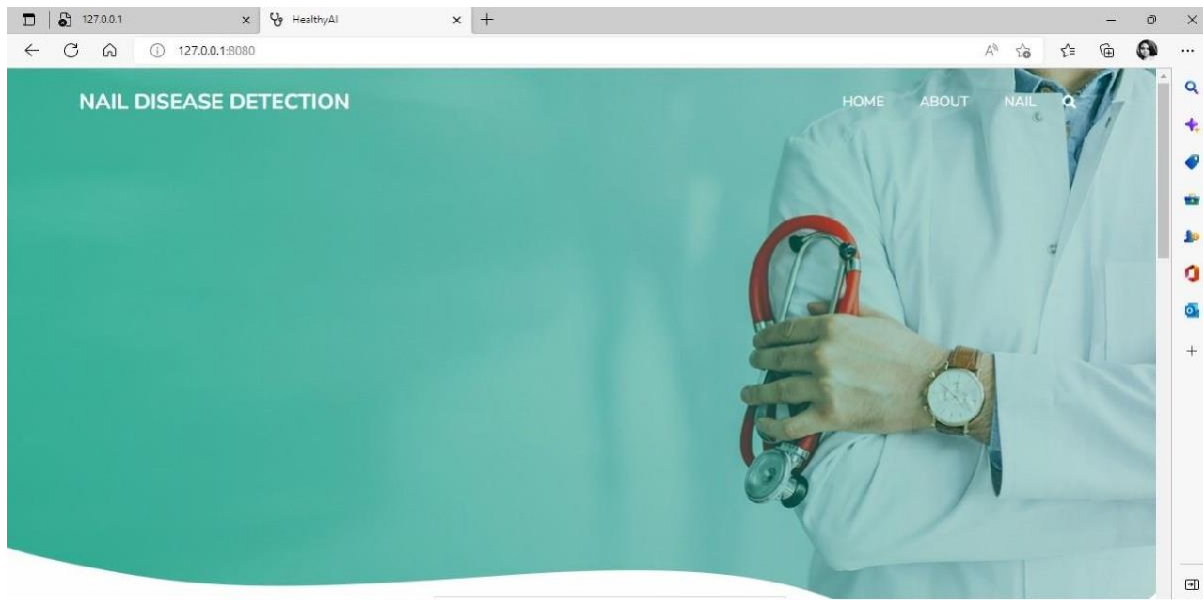 127.0.0.1
HealthyAI
127.0.0.1:8080
NAIL DISEASE DETECTION
HOME ABOUT NAIL